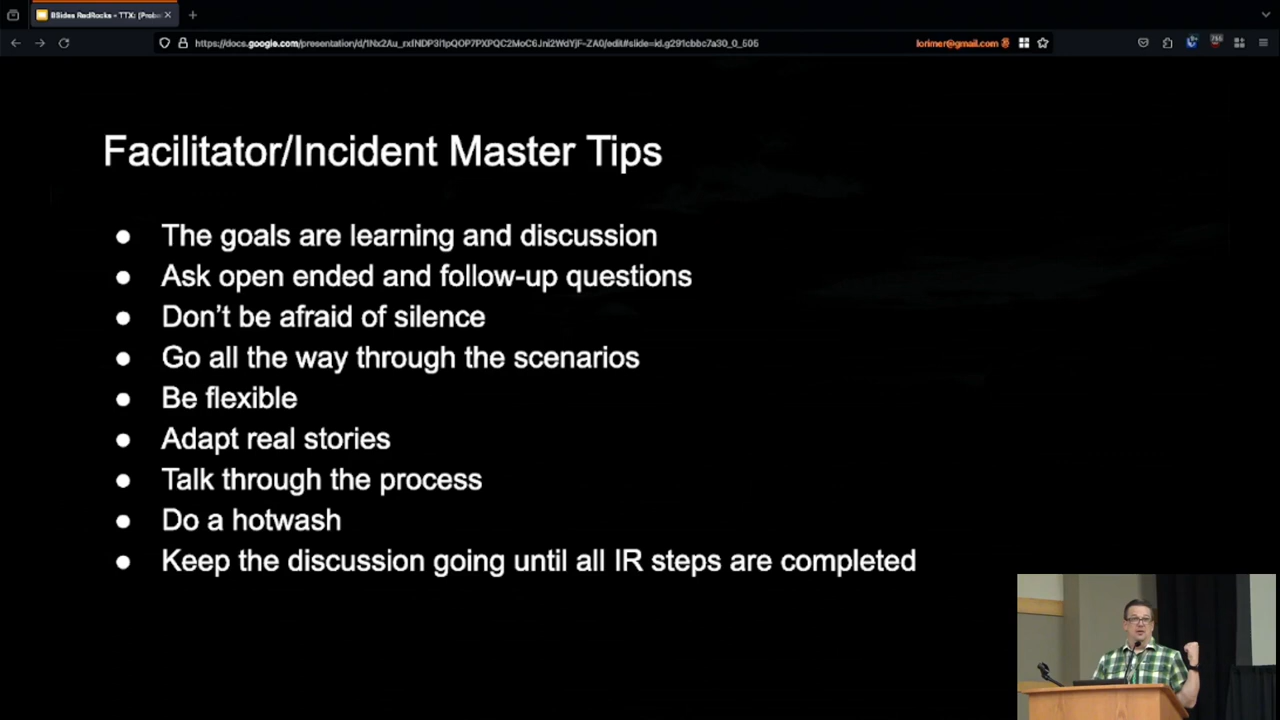 BSides RedRocks - TTX: (Probab
https://docs.google.com/presentation/d/1Nx2Au_rxfNDP3i1pQOP7PXPQC2MoC6Jni2WdYjF-ZA0/edit#slide=id.g291cbbc7a30_0_505
lorimer@gmail.com
Facilitator/Incident Master Tips
● The goals are learning and discussion
● Ask open ended and follow-up questions
● Don't be afraid of silence
● Go all the way through the scenarios
● Be flexible
● Adapt real stories
● Talk through the process
● Do a hotwash
● Keep the discussion going until all IR steps are completed